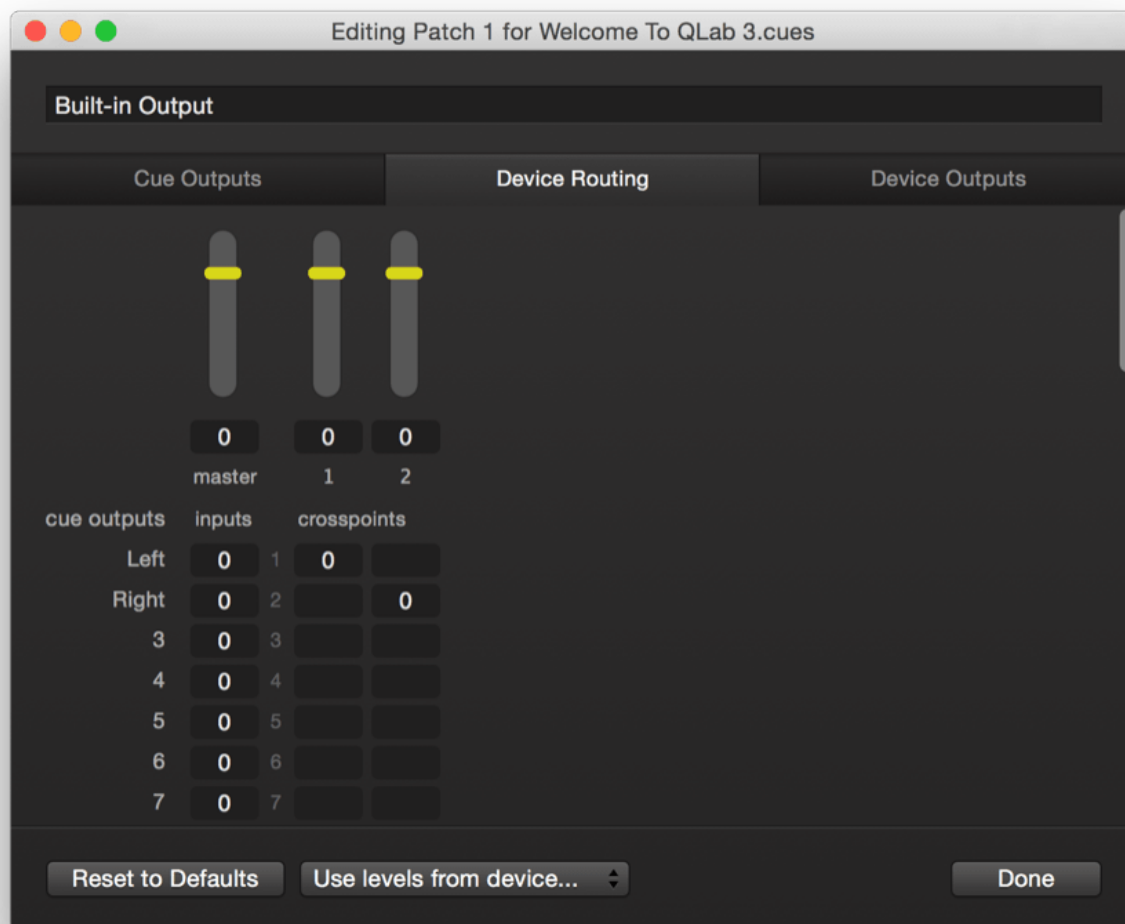 Editing Patch 1 for Welcome To QLab 3.cues
Built-in Output
Cue Outputs Device Routing Device Outputs
0 0 0
master 1 2
cue outputs inputs crosspoints
Left 0 1 0
Right 0 2 0
3 0 3
4 0 4
5 0 5
6 0 6
7 0 7
Reset to Defaults Use levels from device... Done